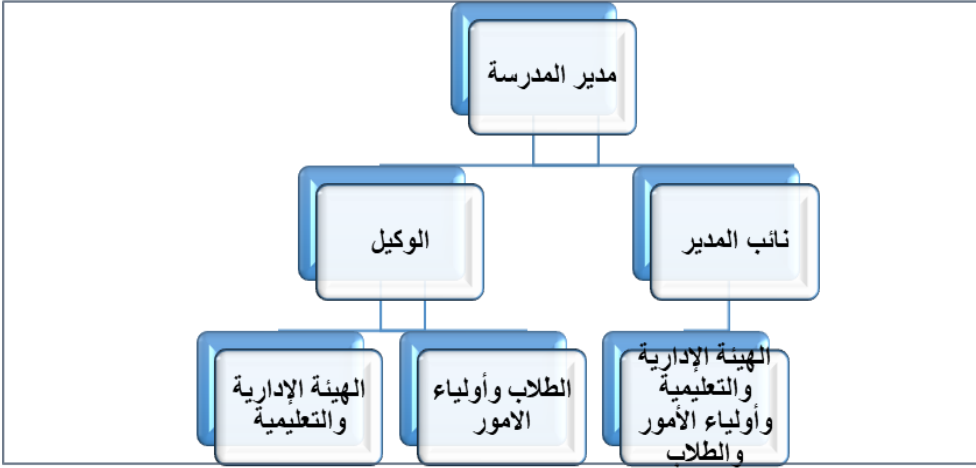 مدير المدرسة
نائب المدير
الوكيل
الهيئة الإدارية
والتعليمية
وأولياء الأمور
والطلاب
الطلاب وأولياء
الامور
الهيئة الإدارية
والتعليمية